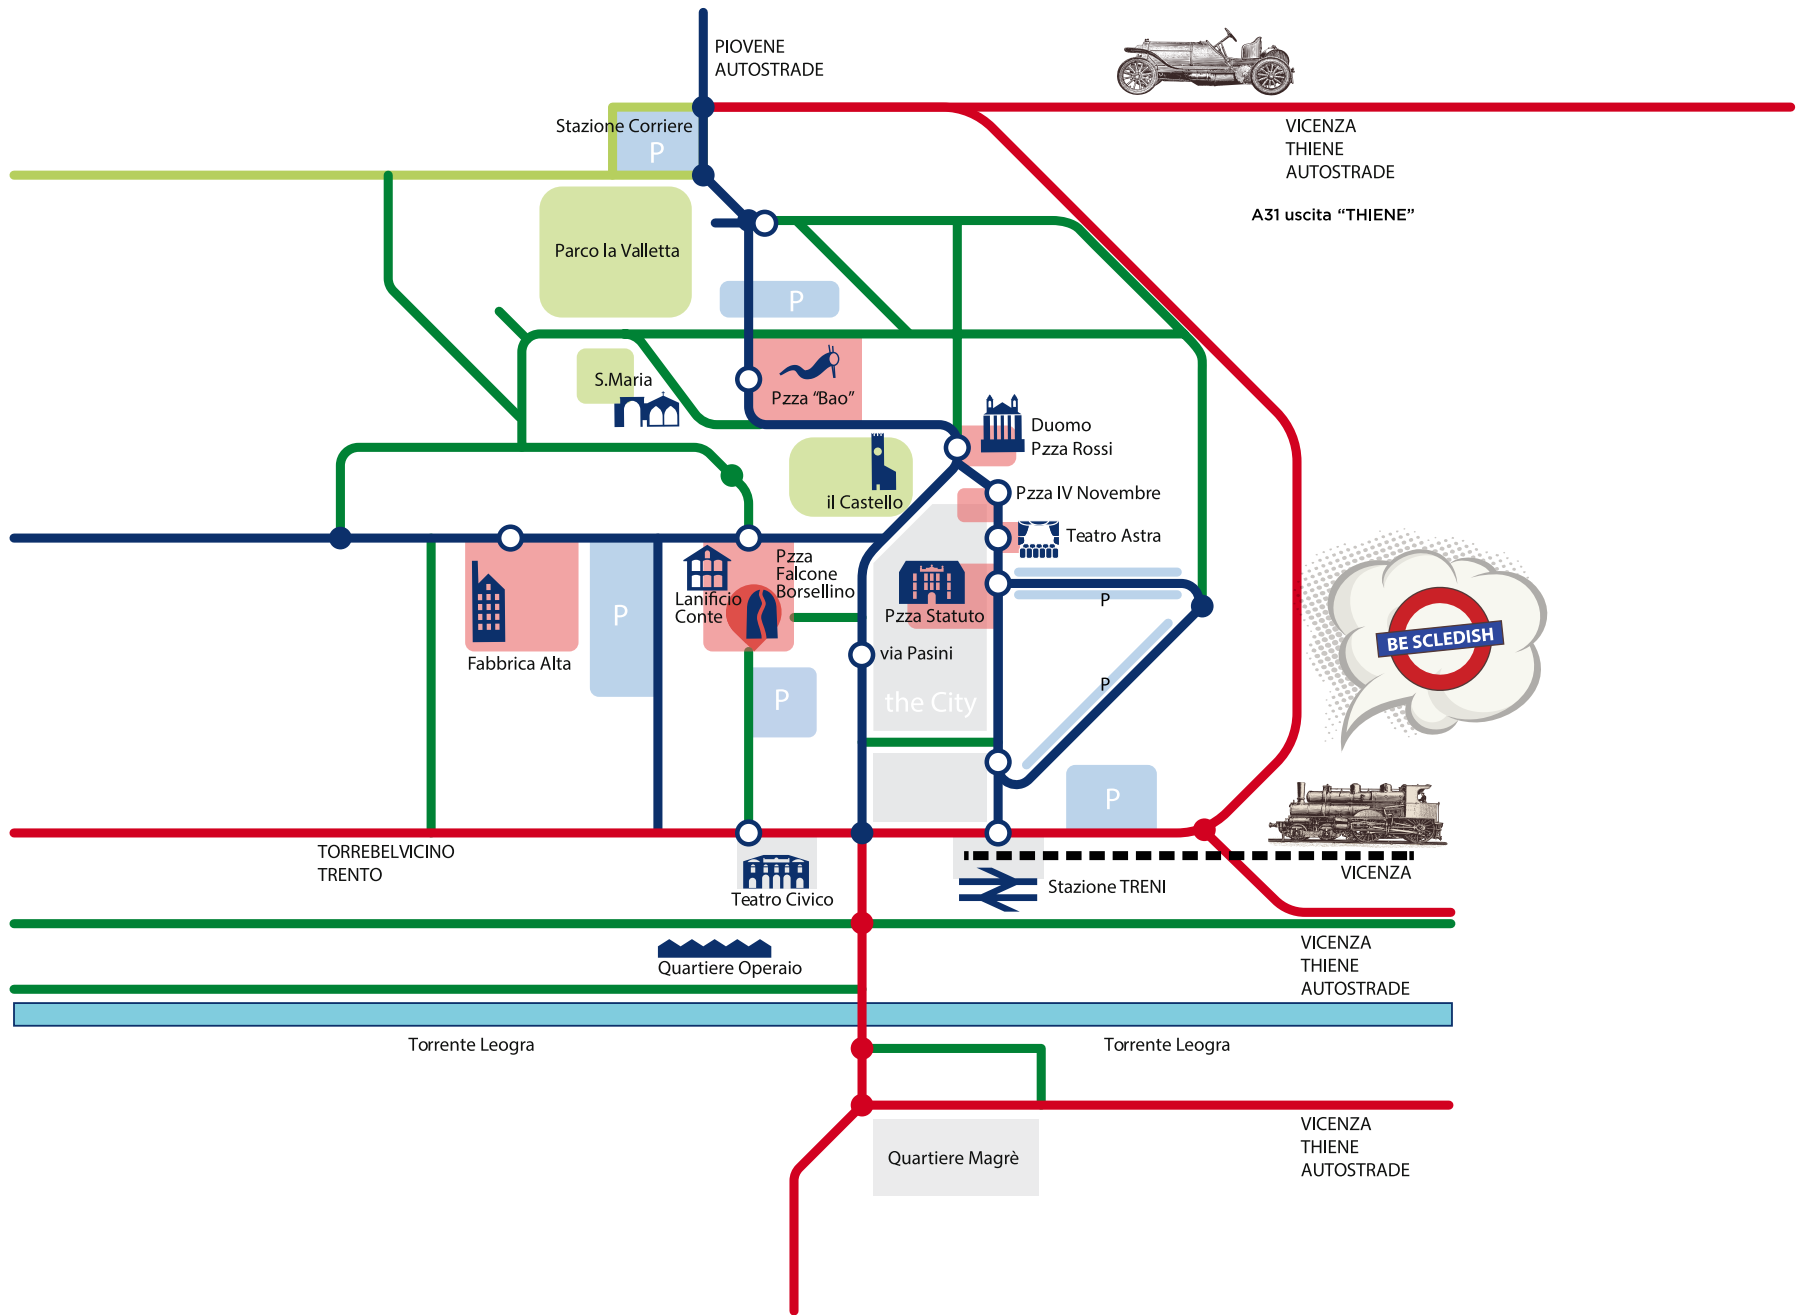 PIOVENE
AUTOSTRADE
Stazione Corriere
P
VICENZA
THIENE
AUTOSTRADE
A31 uscita “THIENE”
Parco la Valletta
P
S.Maria
Pzza “Bao”
Duomo
Pzza Rossi
il Castello
Pzza IV Novembre
Teatro Astra
Pzza
Falcone
Borsellino
Lanificio
Conte
P
Fabbrica Alta
Pzza Statuto
P
via Pasini
BE SCLEDISH
P
the City
P
P
TORREBELVICINO
TRENTO
VICENZA
Stazione TRENI
Teatro Civico
Quartiere Operaio
VICENZA
THIENE
AUTOSTRADE
Torrente Leogra
Torrente Leogra
VICENZA
THIENE
AUTOSTRADE
Quartiere Magrè